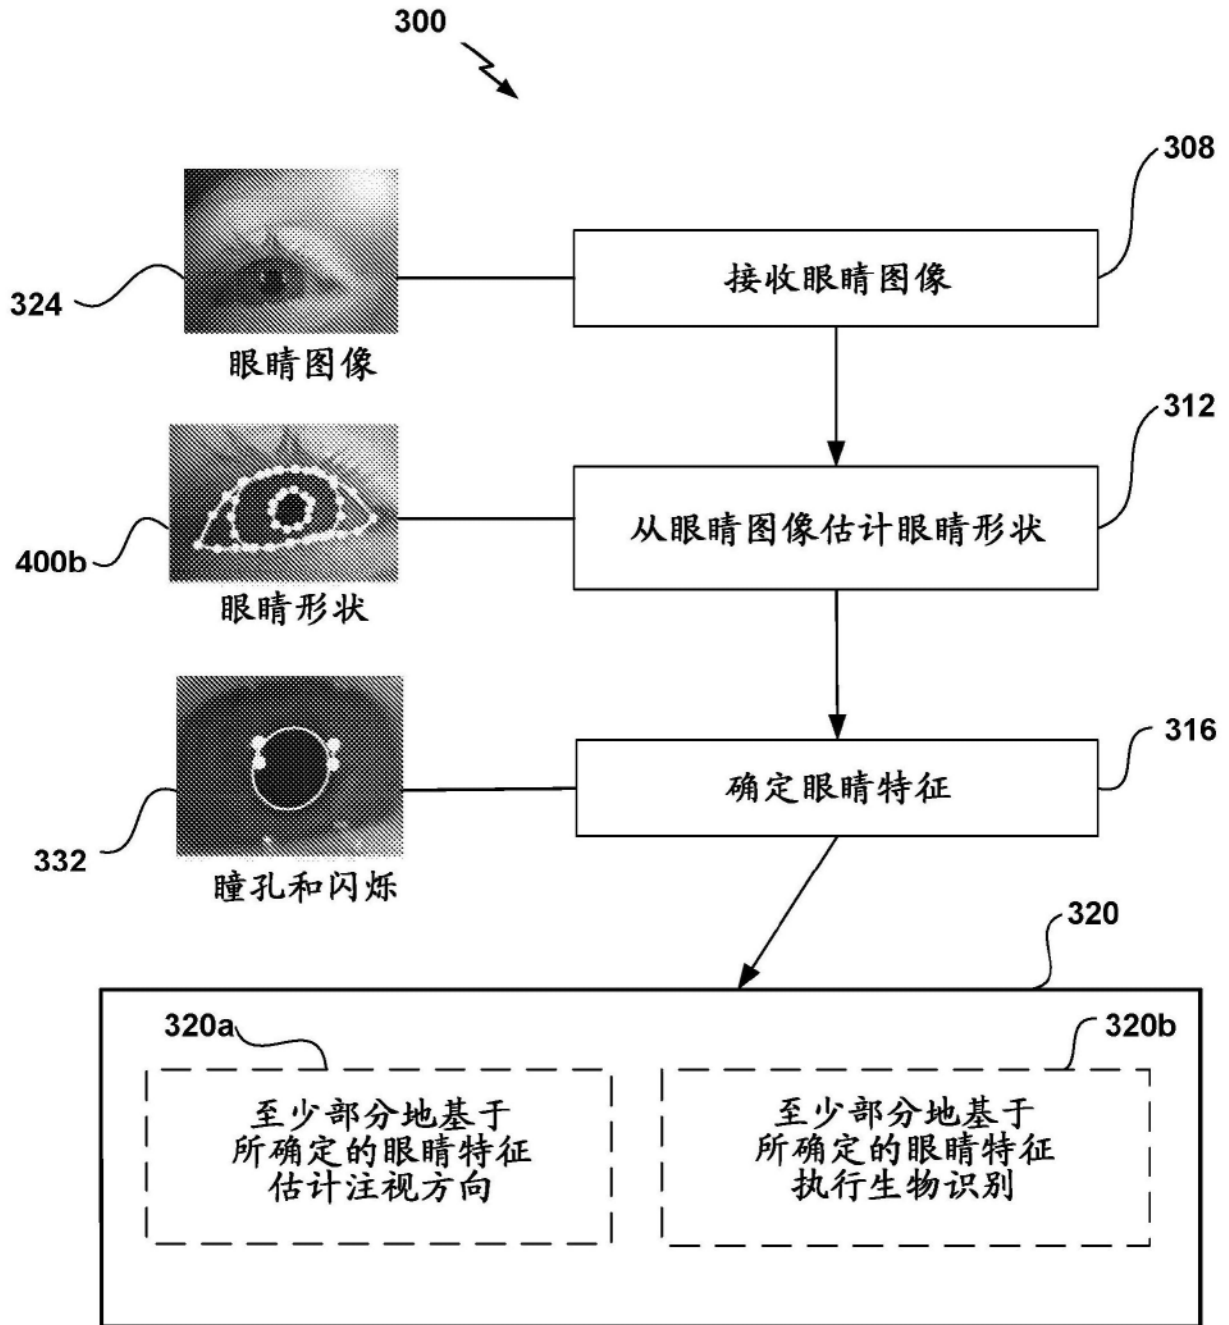 300
308
接收眼睛图像
324
眼睛图像
312
从眼睛图像估计眼睛形状
400b
眼睛形状
316
确定眼睛特征
332
瞳孔和闪烁
320
320a
320b
至少部分地基于
所确定的眼睛特征
估计注视方向
至少部分地基于
所确定的眼睛特征
执行生物识别